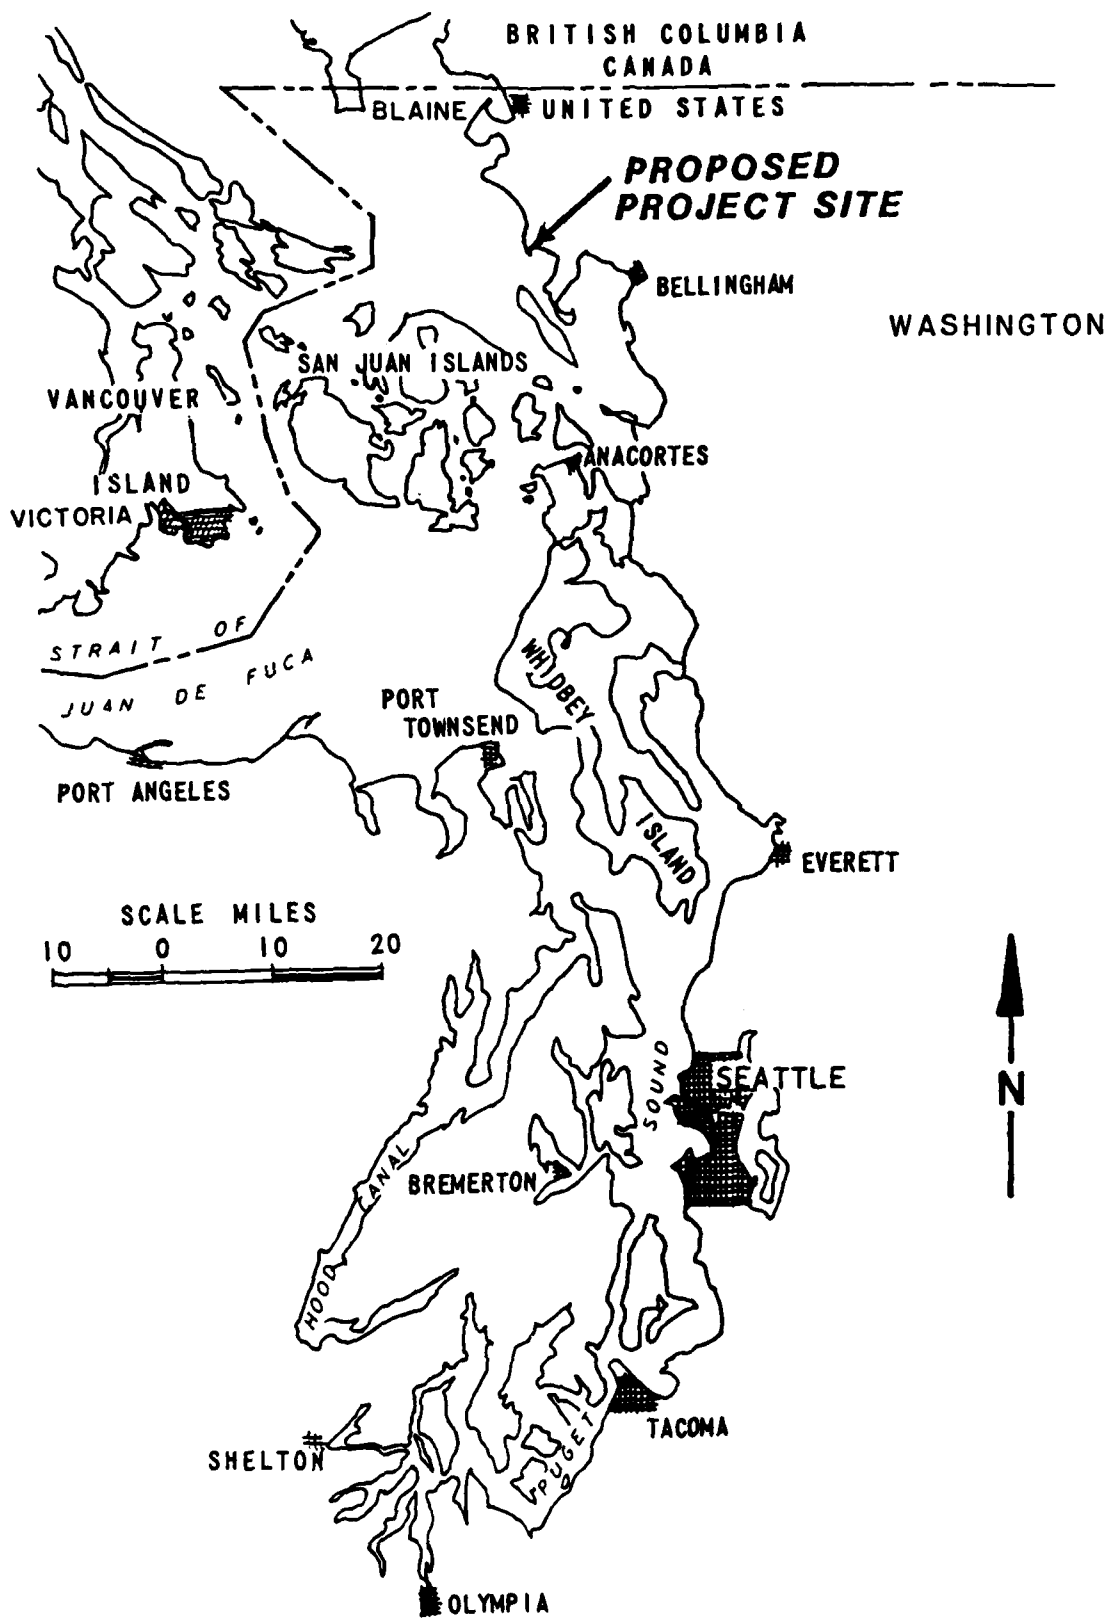 BRITISH COLUMBIA
CANADA
BLAINE
UNITED STATES
PROPOSED
PROJECT SITE
BELLINGHAM
WASHINGTON
SAN JUAN ISLANDS
VANCOUVER
ISLAND
ANACORTES
VICTORIA
STRAIT OF
JUAN DE FUCA
WHIDBEY
ISLAND
PORT
TOWNSEND
PORT ANGELES
EVERETT
SCALE MILES
10 0 10 20
SOUND
SEATTLE
N
HOOD CANAL
BREMERTON
TACOMA
PUGET
SHELTON
OLYMPIA